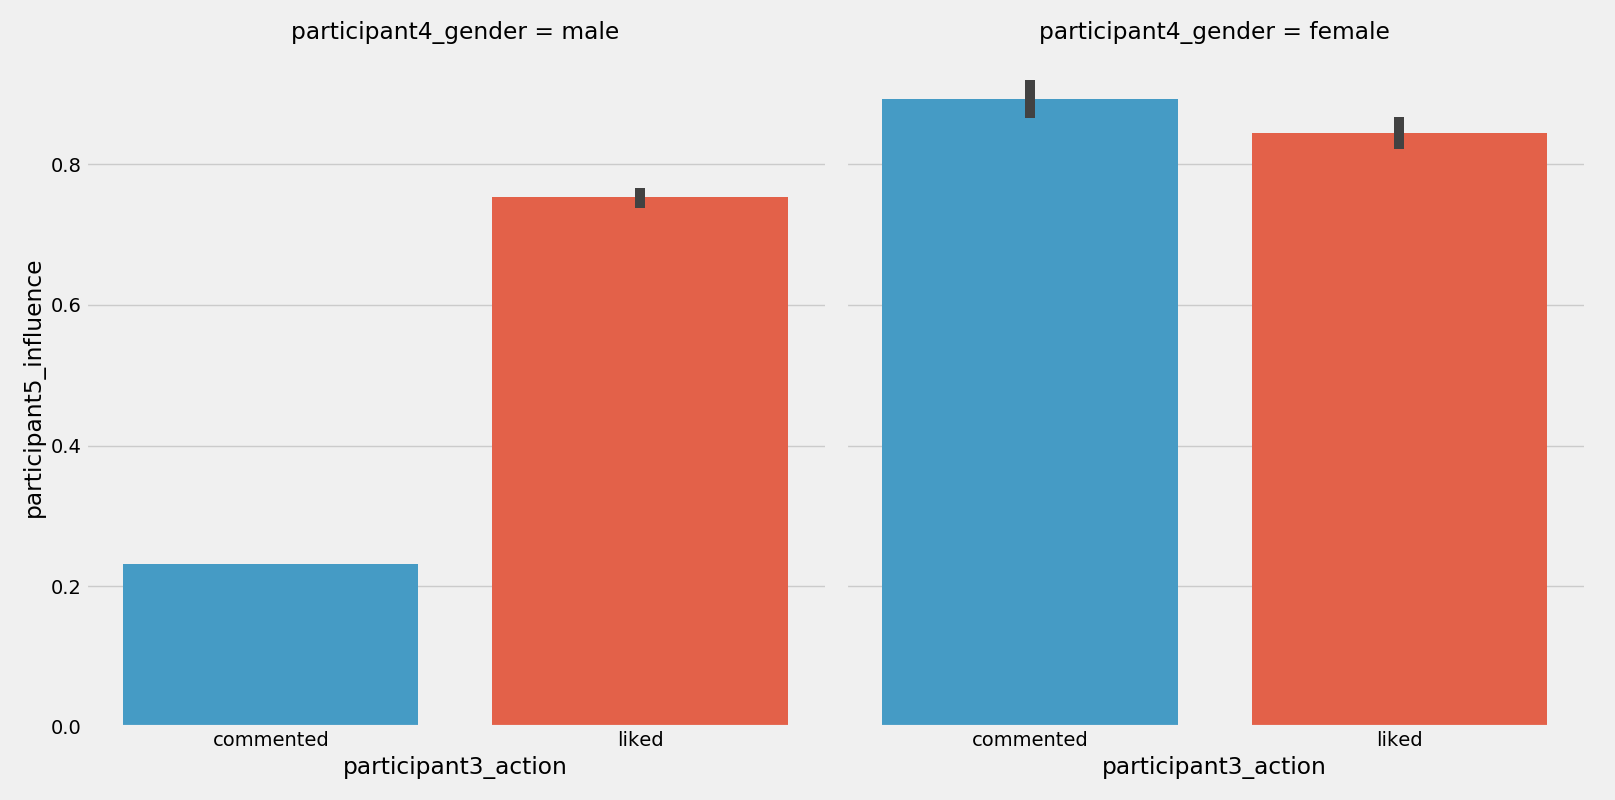 participant4_gender = male
participant4_gender = female
participant5_influence
0.8
0.6
0.4
0.2
0.0
commented
liked
commented
liked
participant3_action
participant3_action